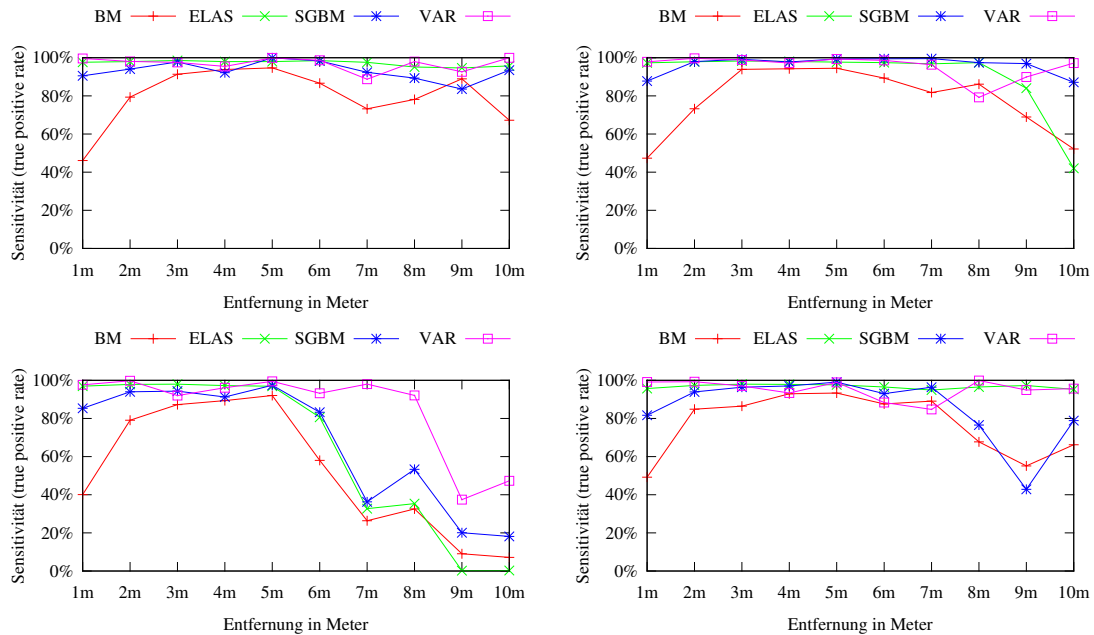 BM ELAS SGBM VAR
100%
80%
60%
40%
20%
0%
Sensitivität (true positive rate)
1m 2m 3m 4m 5m 6m 7m 8m 9m 10m
Entfernung in Meter
BM ELAS SGBM VAR
100%
80%
60%
40%
20%
0%
Sensitivität (true positive rate)
1m 2m 3m 4m 5m 6m 7m 8m 9m 10m
Entfernung in Meter
BM ELAS SGBM VAR
100%
80%
60%
40%
20%
0%
Sensitivität (true positive rate)
1m 2m 3m 4m 5m 6m 7m 8m 9m 10m
Entfernung in Meter
BM ELAS SGBM VAR
100%
80%
60%
40%
20%
0%
Sensitivität (true positive rate)
1m 2m 3m 4m 5m 6m 7m 8m 9m 10m
Entfernung in Meter